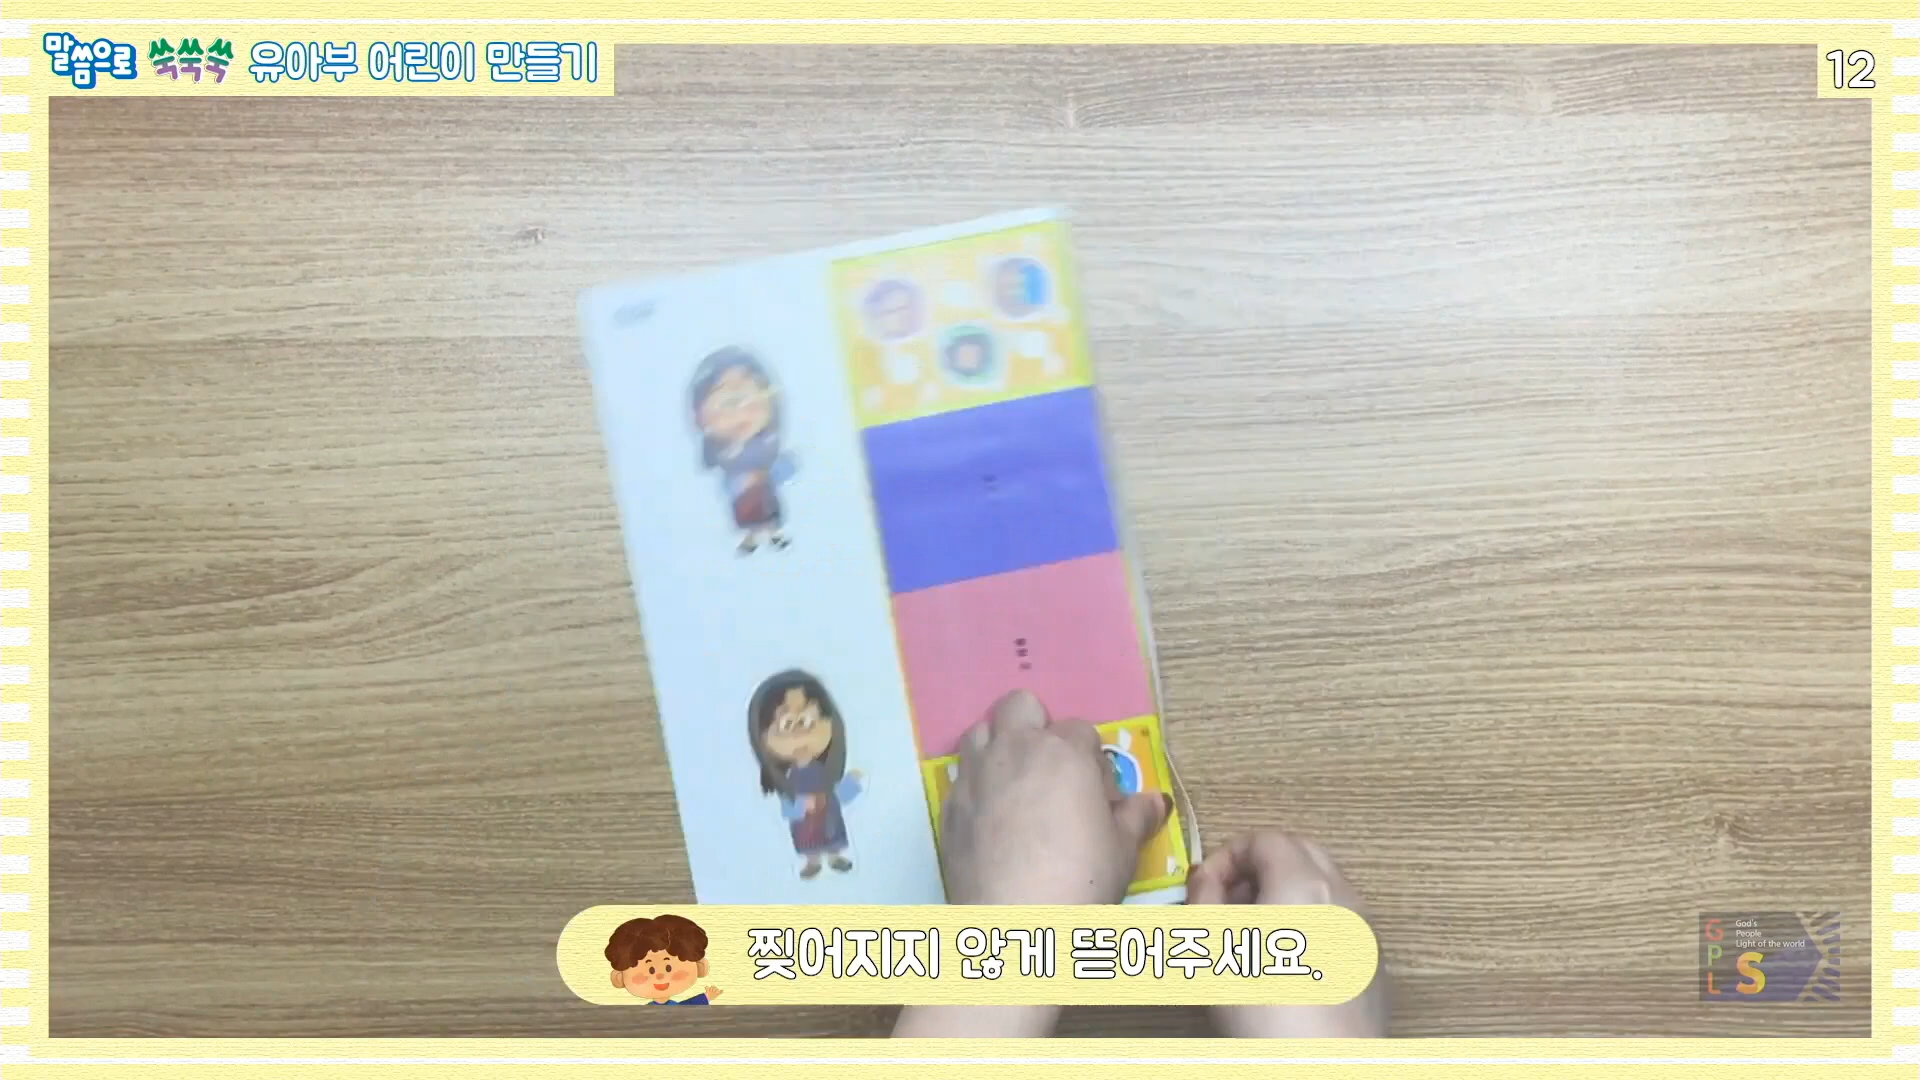 말씀으로 쑥쑥쑥 유아부 어린이 만들기
12
찢어지지 않게 뜯어주세요.
God's
People
Light of the world
GPL
S